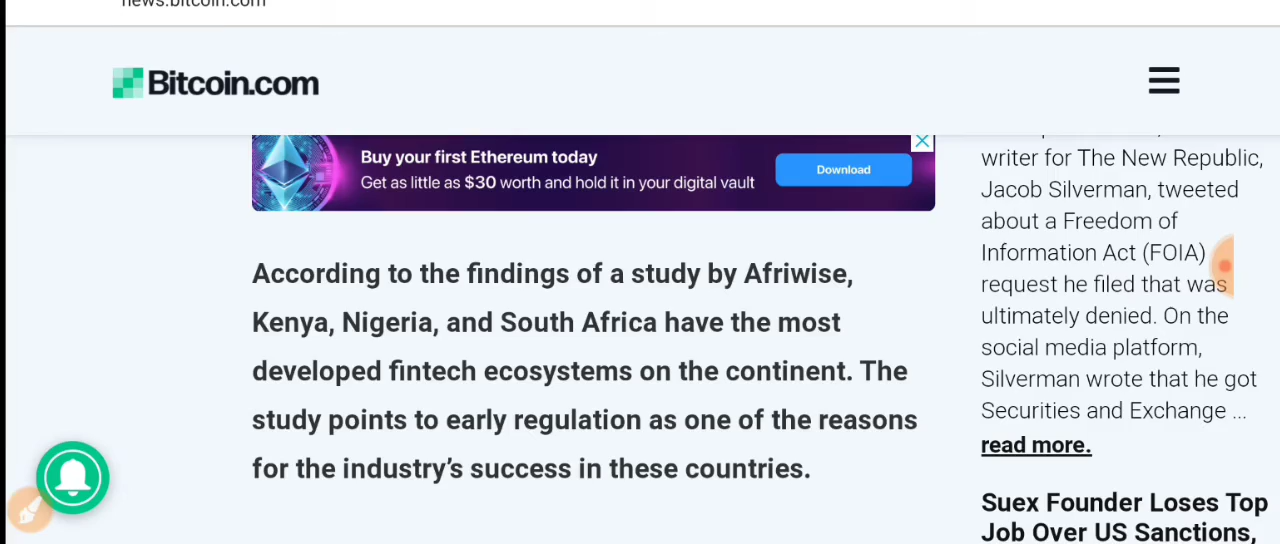 news.bitcoin.com
Bitcoin.com
Buy your first Ethereum today
Get as little as $30 worth and hold it in your digital vault
Download
According to the findings of a study by Afriwise,
Kenya, Nigeria, and South Africa have the most
developed fintech ecosystems on the continent. The
study points to early regulation as one of the reasons
for the industry’s success in these countries.
writer for The New Republic,
Jacob Silverman, tweeted
about a Freedom of
Information Act (FOIA)
request he filed that was
ultimately denied. On the
social media platform,
Silverman wrote that he got
Securities and Exchange ...
read more.
Suex Founder Loses Top
Job Over US Sanctions,